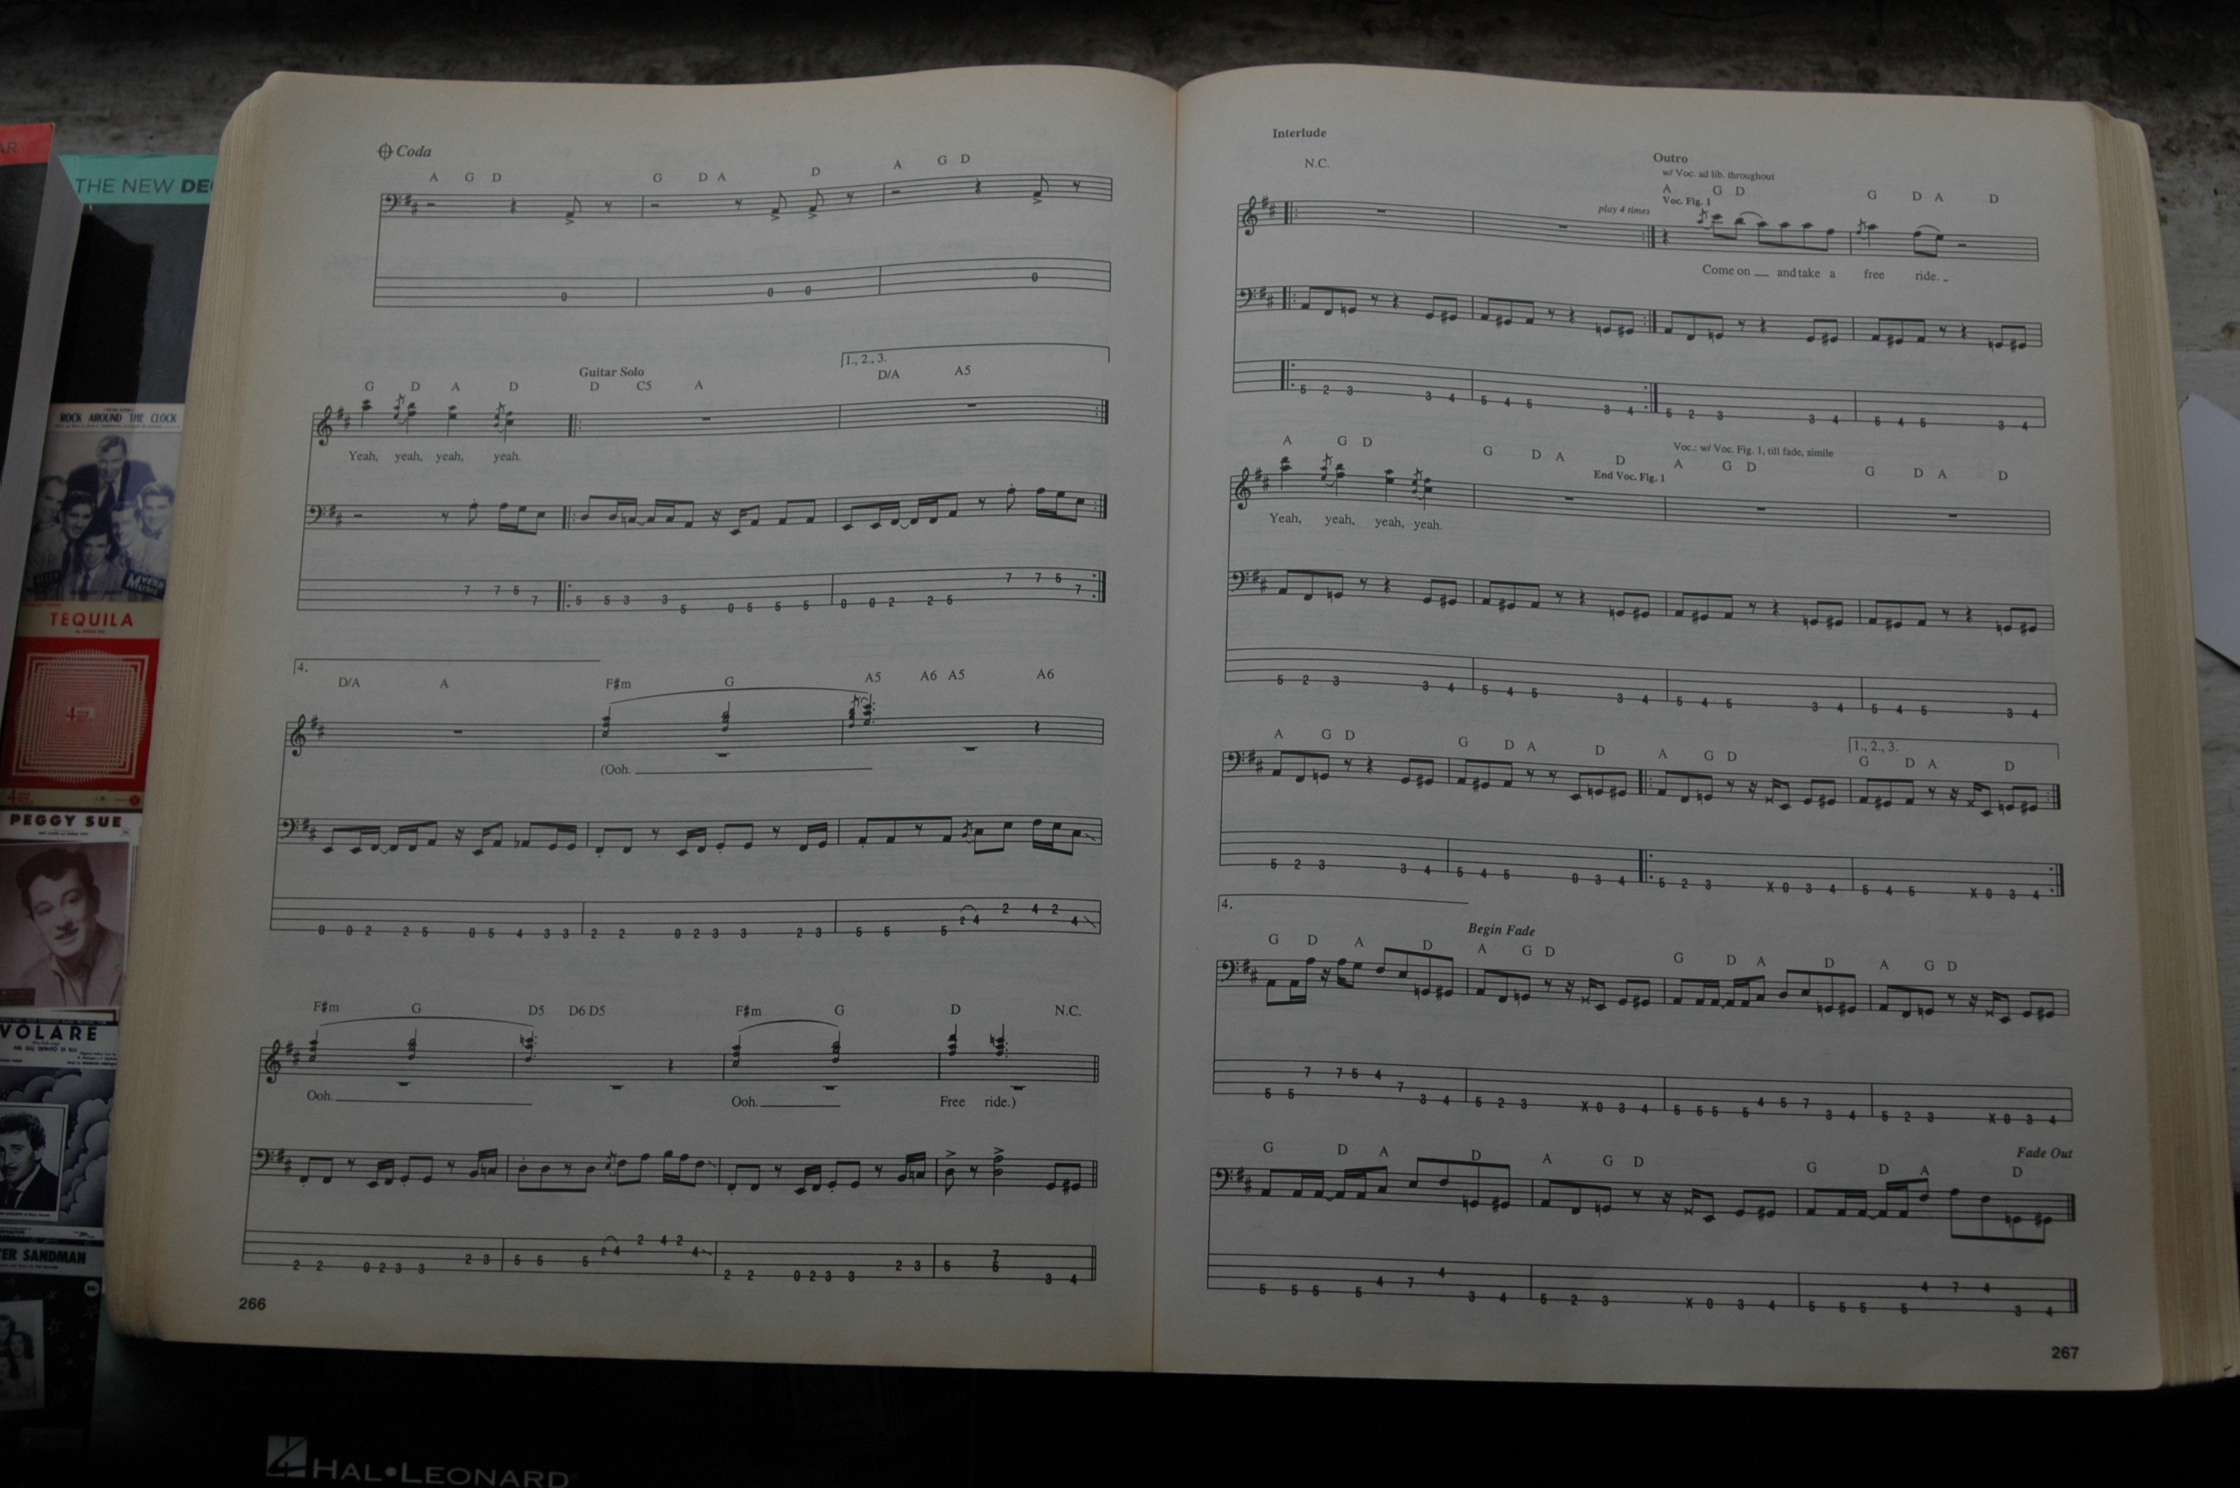 AR
THE NEW DE
ROCK AROUND THE CLOCK
TEQUILA
PEGGY SUE
VOLARE
ER SANDMAN
HAL•LEONARD
Coda
A G D G D A D A G D
1., 2., 3.
Guitar Solo
G D A D D C5 A D/A A5
Yeah, yeah, yeah, yeah.
7 7 5 7 5 5 3 3 5 0 5 5 5 0 0 2 2 5 7 7 5 7
4.
D/A A F♯m G A5 A6 A5 A6
(Ooh.
0 0 2 2 5 0 5 4 3 3 2 2 0 2 3 3 2 3 5 5 5 2 4 2 4 2 4
F♯m G D5 D6 D5 F♯m G D N.C.
Ooh. Ooh. Free ride.)
2 2 0 2 3 3 2 3 5 5 5 2 4 2 4 2 4 2 2 0 2 3 3 2 3 5 7 6 3 4
266
Interlude
N.C.
Outro
w/ Voc. ad lib. throughout
A G D G D A D
Voc. Fig. 1
play 4 times
Come on and take a free ride.
5 2 3 3 4 5 4 5 3 4 5 2 3 3 4 5 4 5 3 4
Voc.: w/ Voc. Fig. 1, till fade, simile
A G D G D A D A G D G D A D
End Voc. Fig. 1
Yeah, yeah, yeah, yeah.
5 2 3 3 4 5 4 5 3 4 5 4 5 3 4 5 4 5 3 4
1., 2., 3.
A G D G D A D A G D G D A D
5 2 3 3 4 5 4 5 0 3 4 5 2 3 X 0 3 4 5 4 5 X 0 3 4
4.
Begin Fade
G D A D A G D G D A D A G D
5 5 7 7 5 4 7 3 4 5 2 3 X 0 3 4 5 5 5 5 4 5 7 3 4 5 2 3 X 0 3 4
Fade Out
G D A D A G D G D A D
5 5 5 5 4 7 4 3 4 5 2 3 X 0 3 4 5 5 5 5 4 7 4 3 4
267